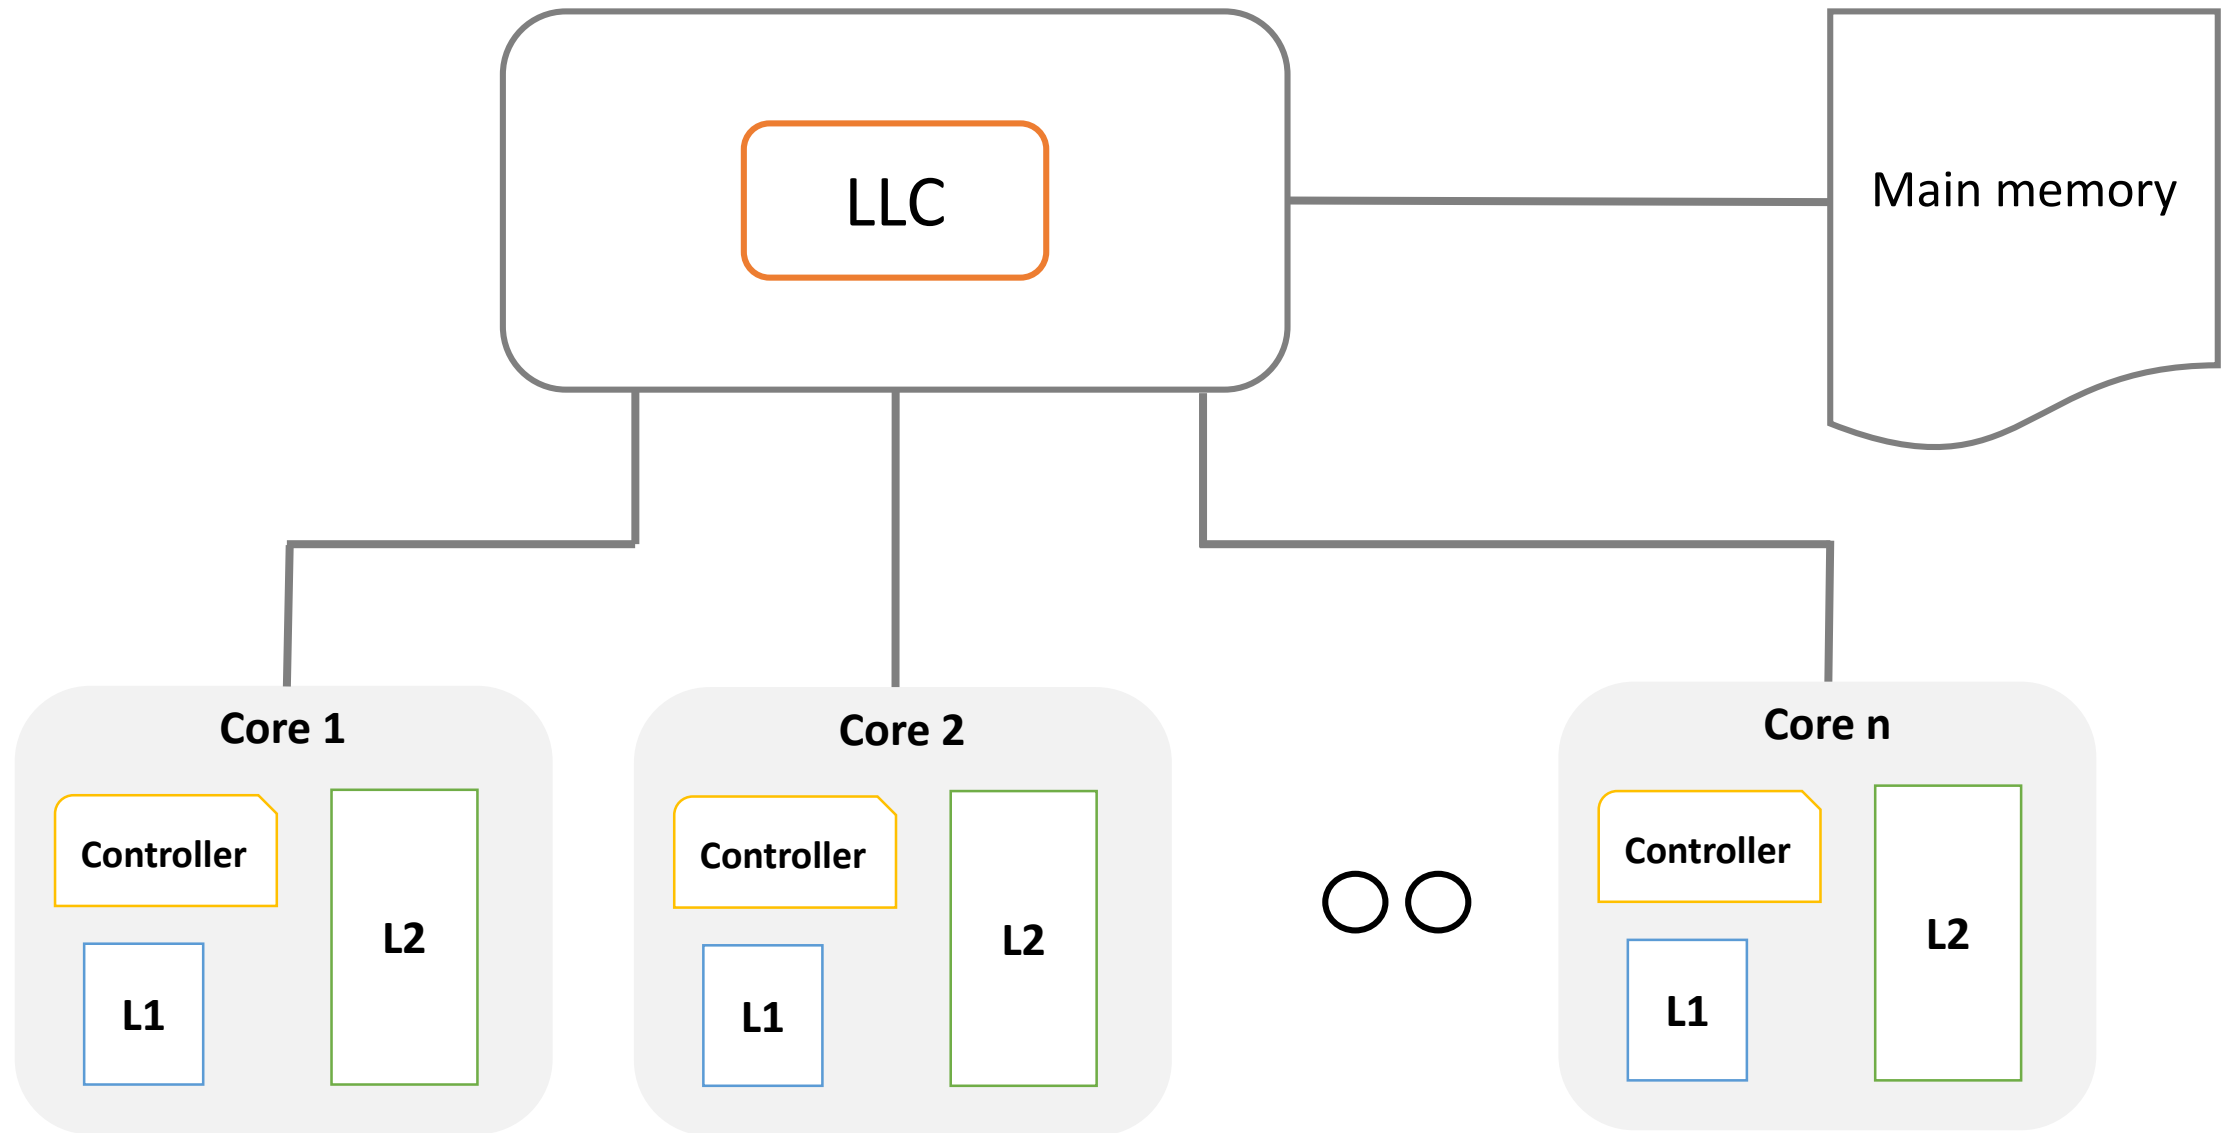 LLC
Main memory
Core 1
Controller
L2
L1
Core 2
Controller
L2
L1
Core n
Controller
L2
L1